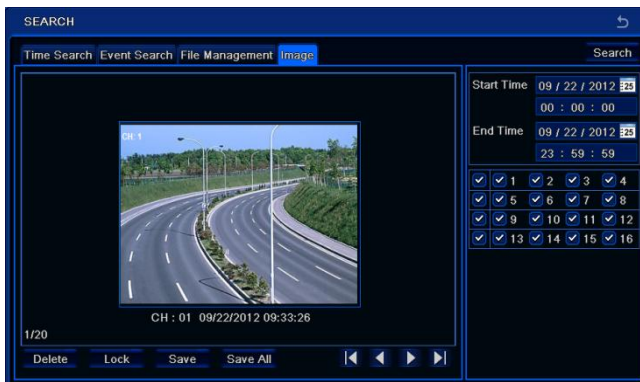 SEARCH
Time Search Event Search File Management Image
Search
CH: 1
CH : 01 09/22/2012 09:33:26
1/20
Delete Lock Save Save All
Start Time 09 / 22 / 2012 25
00 : 00 : 00
End Time 09 / 22 / 2012 25
23 : 59 : 59
1 2 3 4
5 6 7 8
9 10 11 12
13 14 15 16